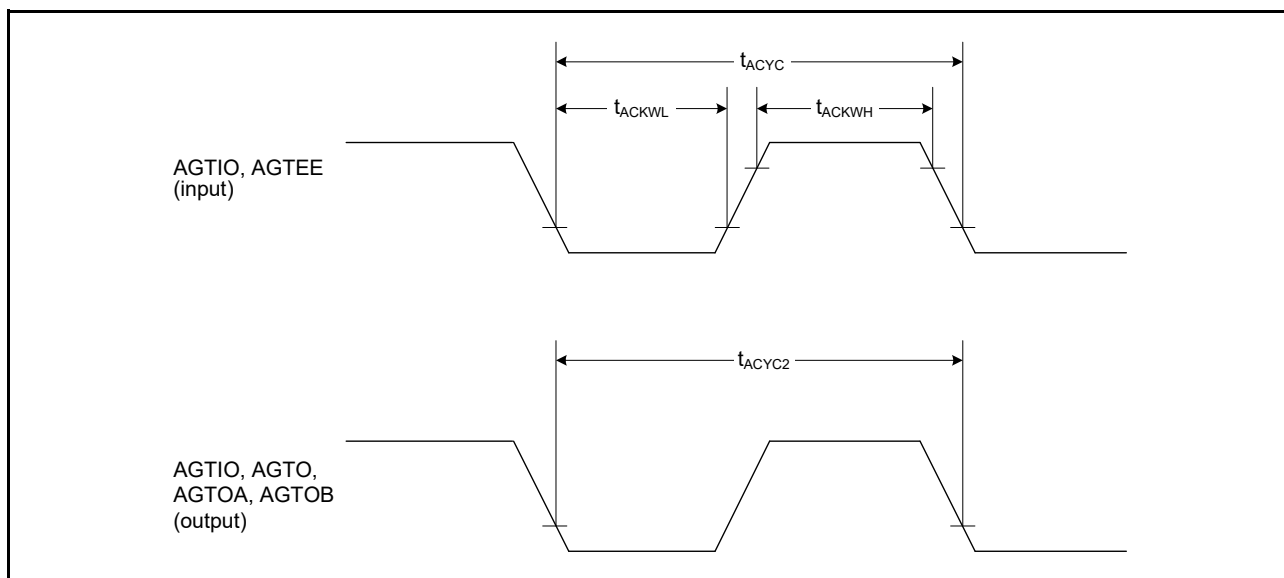 tACYC
tACKWL
tACKWH
AGTIO, AGTEE
(input)
tACYC2
AGTIO, AGTO,
AGTOA, AGTOB
(output)